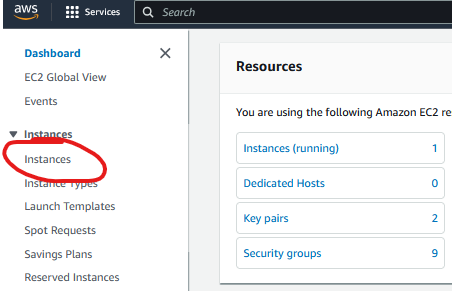 aws
Services
Search
Dashboard
EC2 Global View
Events
Instances
Instances
Instance Types
Launch Templates
Spot Requests
Savings Plans
Reserved Instances
Resources
You are using the following Amazon EC2 re
Instances (running) 1
Dedicated Hosts 0
Key pairs 2
Security groups 9